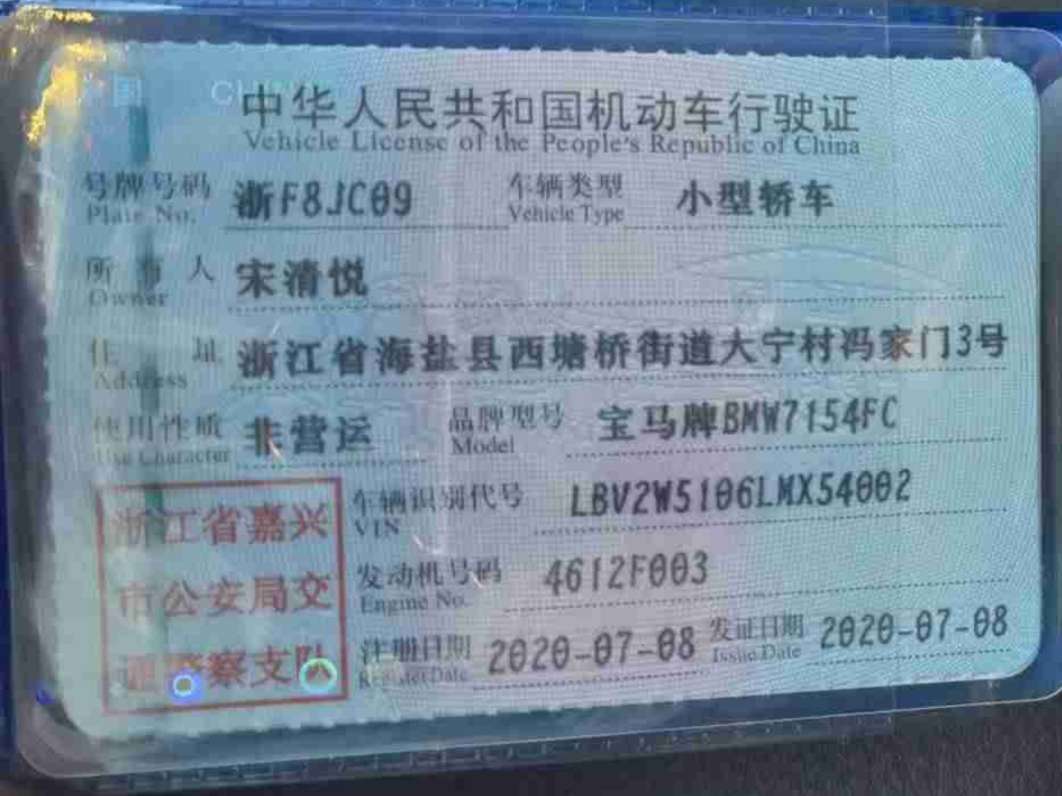 中华人民共和国机动车行驶证
Vehicle License of the People's Republic of China
号牌号码 浙F8JC09 车辆类型 小型轿车
Plate No. Vehicle Type
所有人 宋清悦
Owner
住址 浙江省海盐县西塘桥街道大宁村冯家门3号
Address
使用性质 非营运 品牌型号 宝马牌BMW7154FC
Use Character Model
浙江省嘉兴 车辆识别代号 LBV2W5106LMX54002
VIN
市公安局交 发动机号码 4612F003
Engine No.
通警察支队 注册日期 2020-07-08 发证日期 2020-07-08
Register Date Issue Date